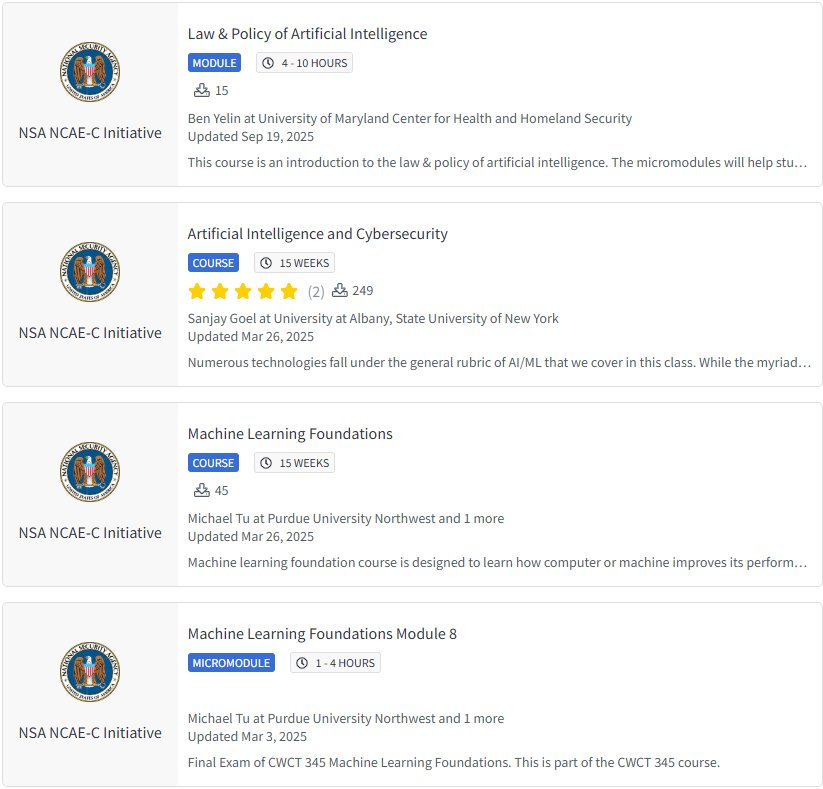 Law & Policy of Artificial Intelligence
MODULE 4 - 10 HOURS
15
NSA NCAE-C Initiative
Ben Yelin at University of Maryland Center for Health and Homeland Security
Updated Sep 19, 2025
This course is an introduction to the law & policy of artificial intelligence. The micromodules will help stu...
Artificial Intelligence and Cybersecurity
COURSE 15 WEEKS
(2) 249
NSA NCAE-C Initiative
Sanjay Goel at University at Albany, State University of New York
Updated Mar 26, 2025
Numerous technologies fall under the general rubric of AI/ML that we cover in this class. While the myriad...
Machine Learning Foundations
COURSE 15 WEEKS
45
NSA NCAE-C Initiative
Michael Tu at Purdue University Northwest and 1 more
Updated Mar 26, 2025
Machine learning foundation course is designed to learn how computer or machine improves its perform...
Machine Learning Foundations Module 8
MICROMODULE 1 - 4 HOURS
NSA NCAE-C Initiative
Michael Tu at Purdue University Northwest and 1 more
Updated Mar 3, 2025
Final Exam of CWCT 345 Machine Learning Foundations. This is part of the CWCT 345 course.